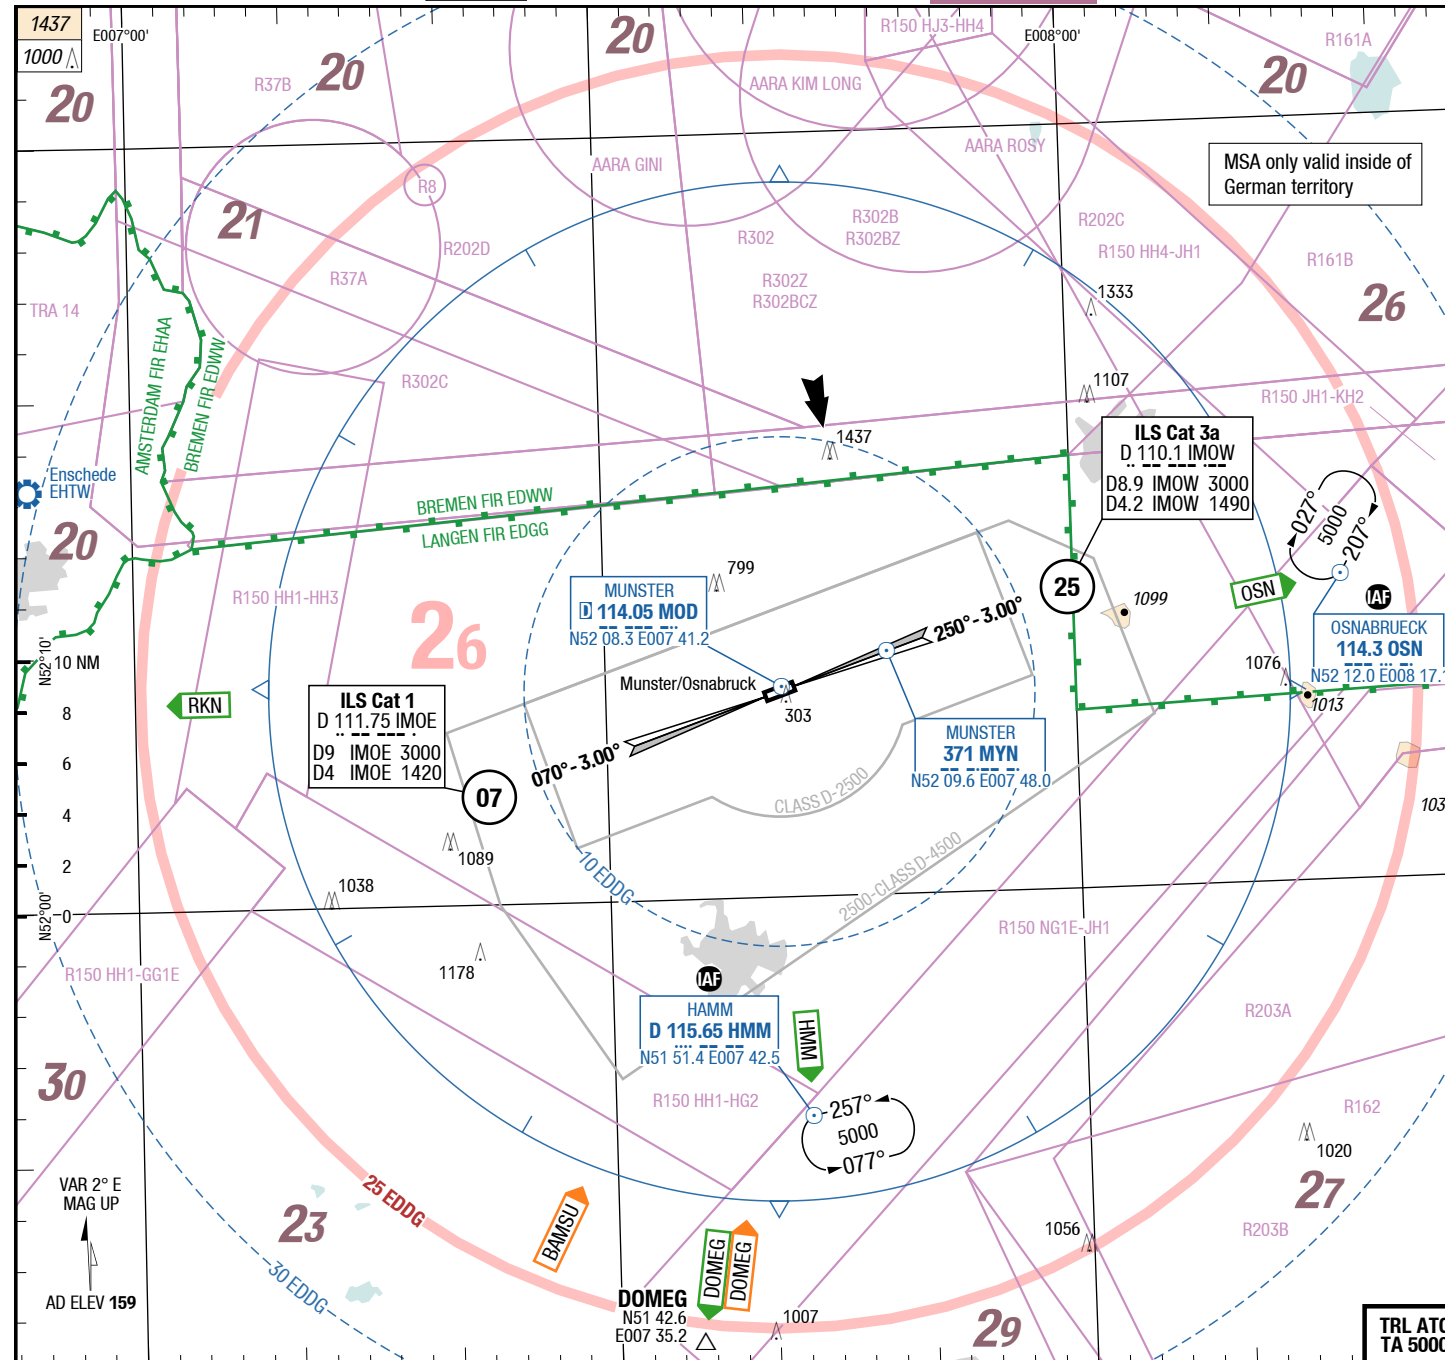 1437
1000
E007°00'
E008°00'
R150 HJ3-HH4
R161A
20
20
20
20
R37B
AARA KIM LONG
AARA ROSY
AARA GINI
MSA only valid inside of
German territory
R8
21
R202D
R302
R302B
R302BZ
R202C
R150 HH4-JH1
R161B
R37A
R302Z
R302BCZ
26
TRA 14
1333
AMSTERDAM FIR EHAA
BREMEN FIR EDWW
R302C
1107
R150 JH1-KH2
1437
ILS Cat 3a
D 110.1 IMOW
D8.9 IMOW 3000
D4.2 IMOW 1490
Enschede
EHTW
BREMEN FIR EDWW
LANGEN FIR EDGG
027°
5000
207°
20
799
R150 HH1-HH3
26
MUNSTER
D 114.05 MOD
N52 08.3 E007 41.2
25
1099
OSN
IAF
OSNABRUECK
114.3 OSN
N52 12.0 E008 17.1
250°- 3.00°
N52°10'
10 NM
8
6
4
2
0
N52°00'
RKN
Munster/Osnabruck
303
1076
1013
ILS Cat 1
D 111.75 IMOE
D9 IMOE 3000
D4 IMOE 1420
070°- 3.00°
07
MUNSTER
371 MYN
N52 09.6 E007 48.0
CLASS D-2500
103
1089
10 EDDG
1038
2500-CLASS D-4500
R150 NG1E-JH1
1178
R150 HH1-GG1E
IAF
HAMM
D 115.65 HMM
N51 51.4 E007 42.5
HMM
R203A
30
R150 HH1-HG2
257°
5000
077°
R162
1020
27
VAR 2° E
MAG UP
AD ELEV 159
25 EDDG
23
30 EDDG
BAMSU
DOMEG
DOMEG
DOMEG
N51 42.6
E007 35.2
1007
1056
R203B
29
TRL ATC
TA 5000